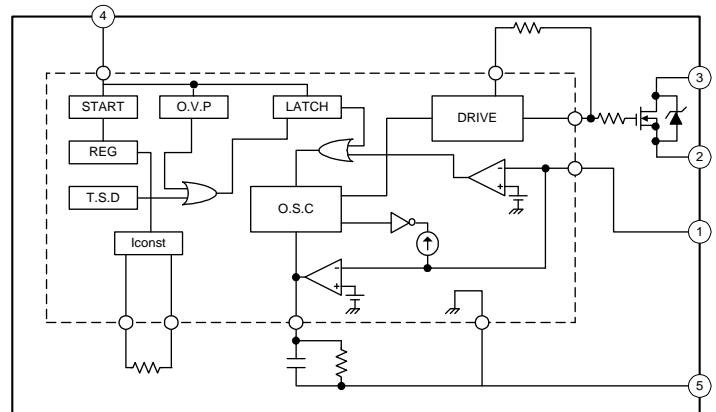 4
START
O.V.P
LATCH
DRIVE
3
REG
2
T.S.D
O.S.C
-
+
1
Iconst
-
+
5